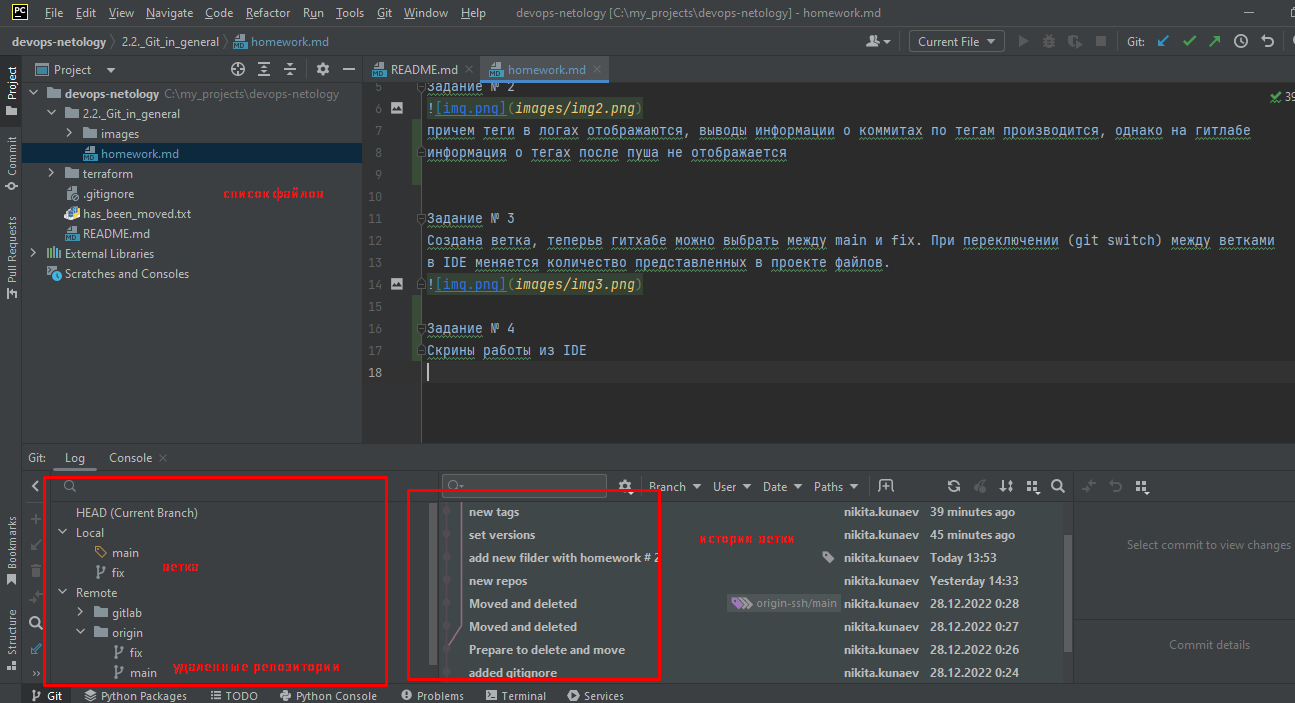 PC File Edit View Navigate Code Refactor Run Tools Git Window Help devops-netology [C:\my_projects\devops-netology] - homework.md
devops-netology 2.2._Git_in_general homework.md Current File Git:
Project
README.md homework.md
devops-netology C:\my_projects\devops-netology
2.2._Git_in_general
images
homework.md
terraform
.gitignore
has_been_moved.txt
README.md
External Libraries
Scratches and Consoles
список файлов
5 Задание № 2
6 ![img.png](images/img2.png)
7 причем теги в логах отображаются, выводы информации о коммитах по тегам производится, однако на гитлабе
8 информация о тегах после пуша не отображается
9
10
11 Задание № 3
12 Создана ветка, теперьв гитхабе можно выбрать между main и fix. При переключении (git switch) между ветками
13 в IDE меняется количество представленных в проекте файлов.
14 ![img.png](images/img3.png)
15
16 Задание № 4
17 Скрины работы из IDE
18
39
Project
Commit
Pull Requests
Bookmarks
Structure
Git: Log Console
Branch User Date Paths
HEAD (Current Branch)
Local
main
fix
ветка
Remote
gitlab
origin
fix
main
удаленные репозитории
new tags nikita.kunaev 39 minutes ago
set versions nikita.kunaev 45 minutes ago
история ветки
add new filder with homework # 2 nikita.kunaev Today 13:53
new repos nikita.kunaev Yesterday 14:33
Moved and deleted origin-ssh/main nikita.kunaev 28.12.2022 0:28
Moved and deleted nikita.kunaev 28.12.2022 0:27
Prepare to delete and move nikita.kunaev 28.12.2022 0:26
added gitignore nikita.kunaev 28.12.2022 0:24
Select commit to view changes
Commit details
Git Python Packages TODO Python Console Problems Terminal Services